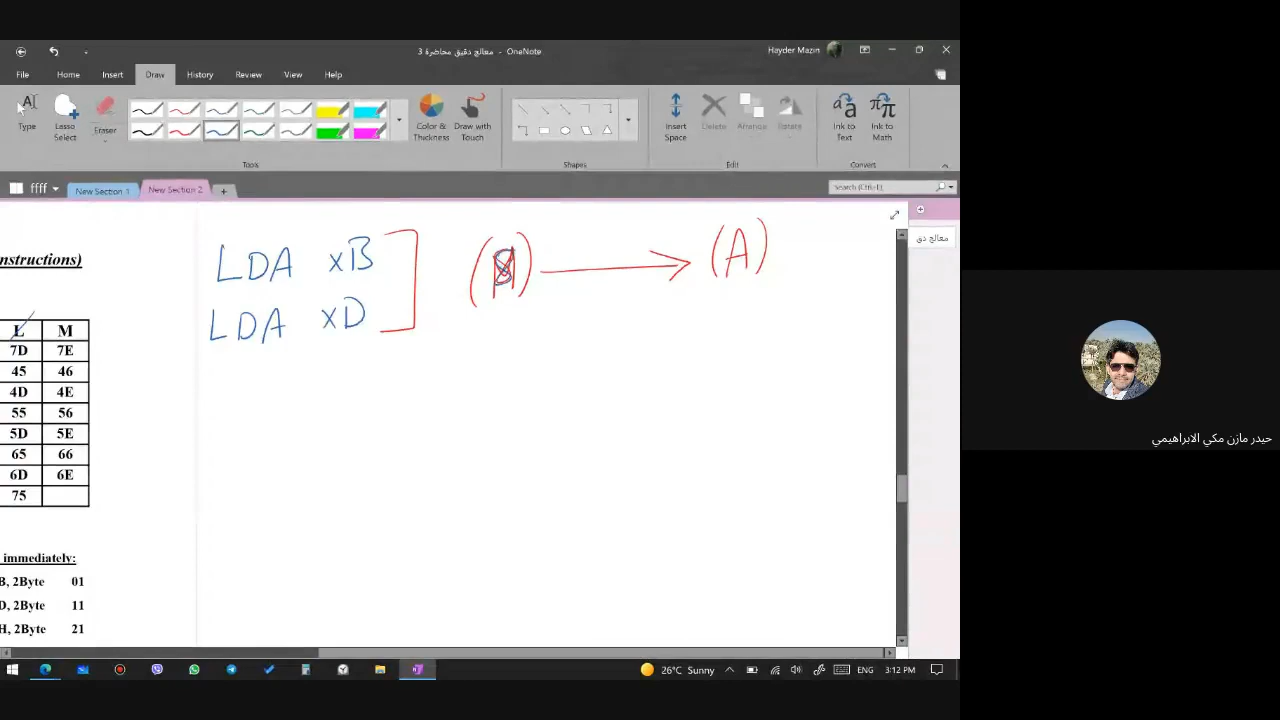 معالج دقيق محاضرة 3 - OneNote
Hayder Mazin
File Home Insert Draw History Review View Help
Type
Lasso Select
Eraser
Color & Thickness
Draw with Touch
Insert Space
Delete
Arrange
Rotate
Ink to Text
Ink to Math
Tools Shapes Edit Convert
ffff New Section 1 New Section 2 +
Search (Ctrl+E)
معالج دق
nstructions)
LDA xB
LDA xD
(A)
L M
7D 7E
45 46
4D 4E
55 56
5D 5E
65 66
6D 6E
75
immediately:
B, 2Byte 01
D, 2Byte 11
H, 2Byte 21
حيدر مازن مكي الابراهيمي
26°C Sunny ENG 3:12 PM